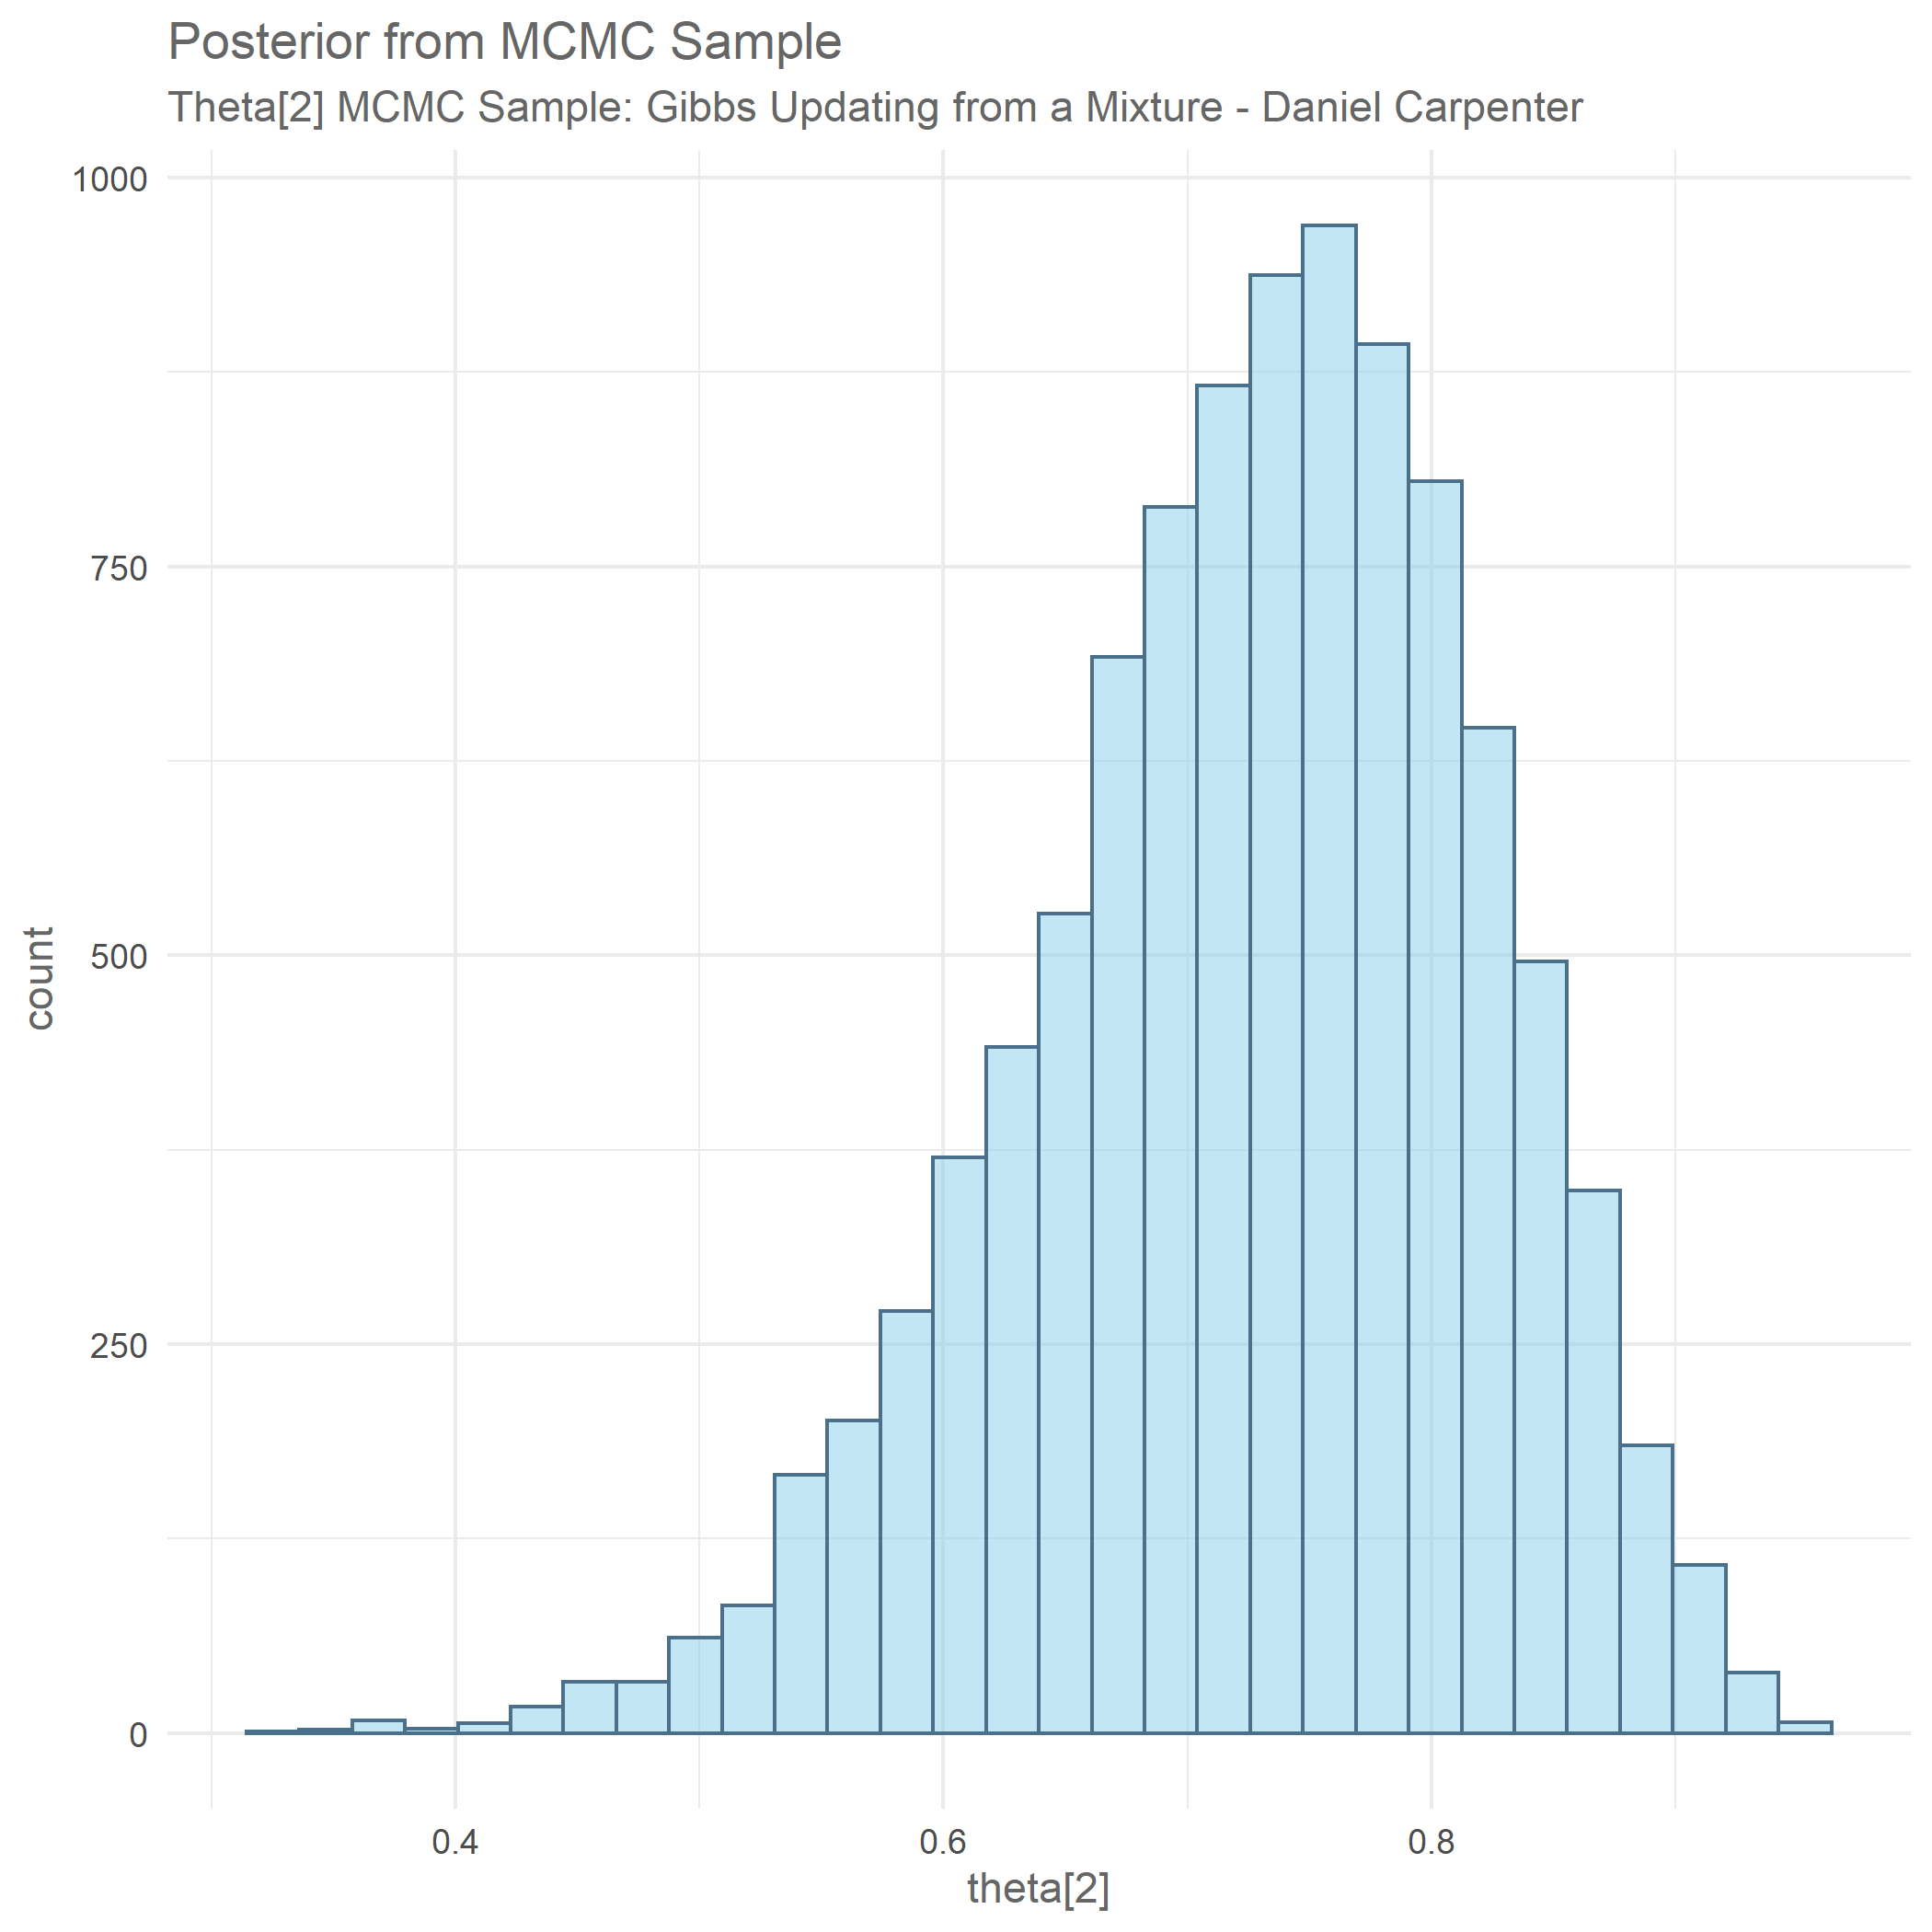 Posterior from MCMC Sample
Theta[2] MCMC Sample: Gibbs Updating from a Mixture - Daniel Carpenter
1000
750
500
250
0
count
0.4 0.6 0.8
theta[2]